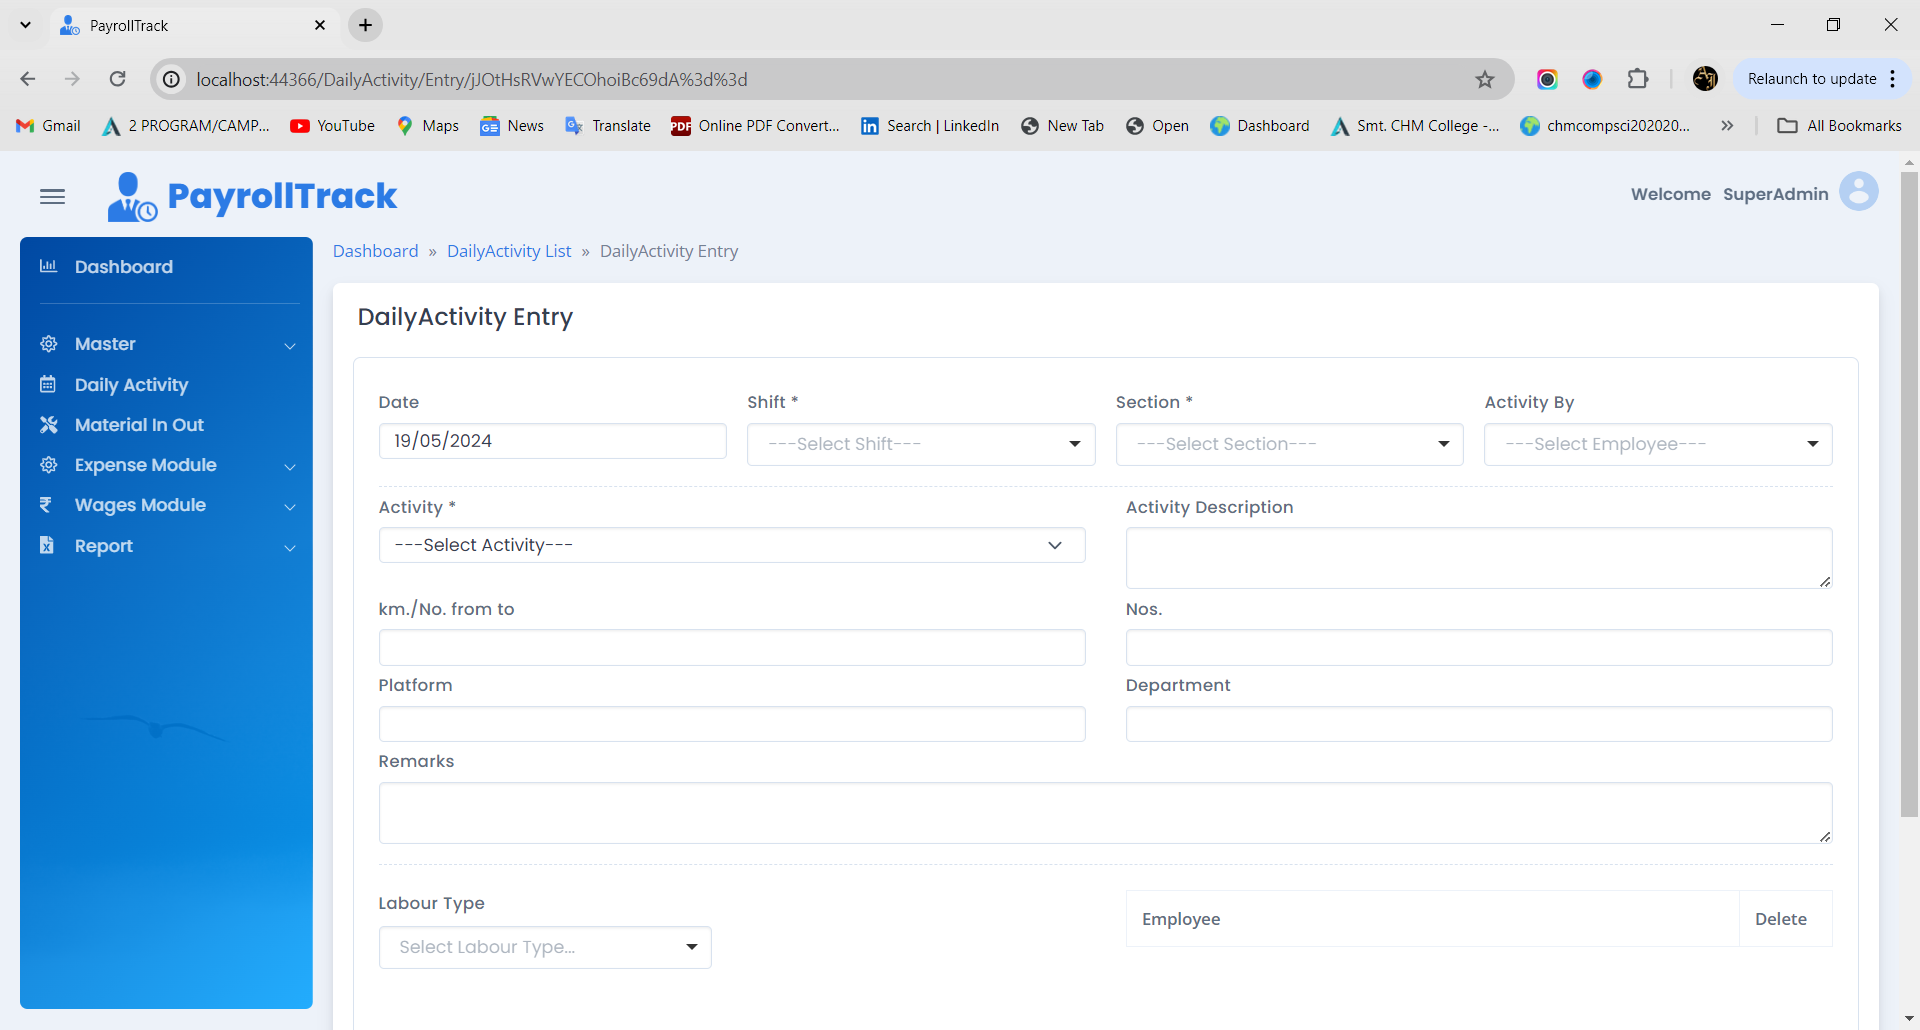 PayrollTrack
localhost:44366/DailyActivity/Entry/jJOtHsRVwYECOhoiBc69dA%3d%3d
Relaunch to update
Gmail 2 PROGRAM/CAMP... YouTube Maps News Translate PDF Online PDF Convert... Search | LinkedIn New Tab Open Dashboard Smt. CHM College -... chmcompsci202020... All Bookmarks
PayrollTrack
Welcome SuperAdmin
Dashboard
Master
Daily Activity
Material In Out
Expense Module
Wages Module
Report
Dashboard » DailyActivity List » DailyActivity Entry
DailyActivity Entry
Date Shift * Section * Activity By
19/05/2024 ---Select Shift--- ---Select Section--- ---Select Employee---
Activity * Activity Description
---Select Activity---
km./No. from to Nos.
Platform Department
Remarks
Labour Type
Select Labour Type...
Employee Delete